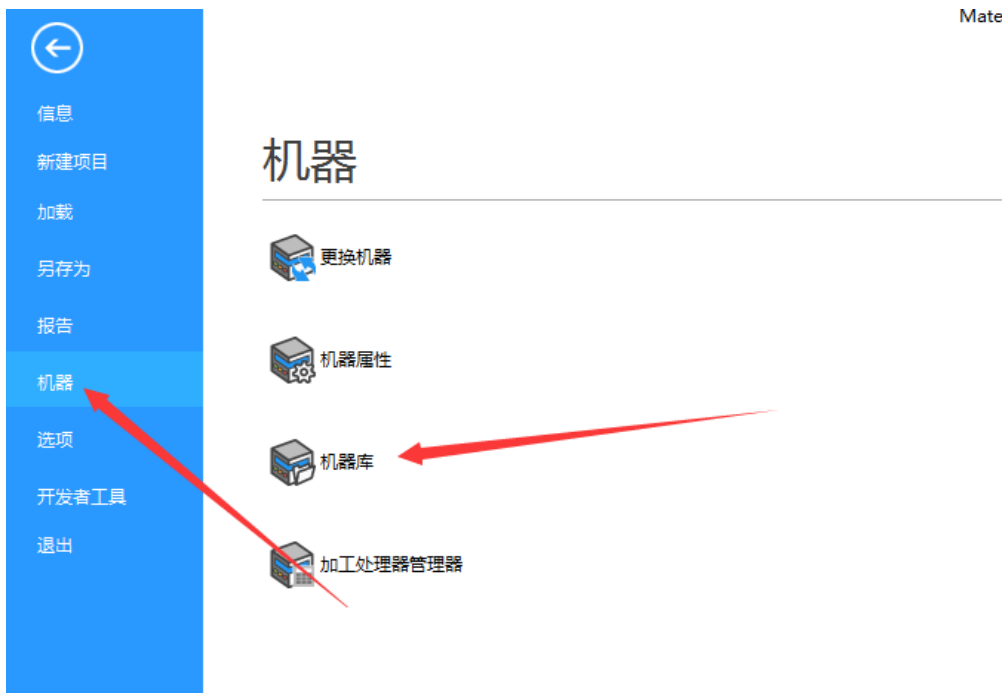 Mate
信息
新建项目
加载
另存为
报告
机器
选项
开发者工具
退出
机器
更换机器
机器属性
机器库
加工处理器管理器